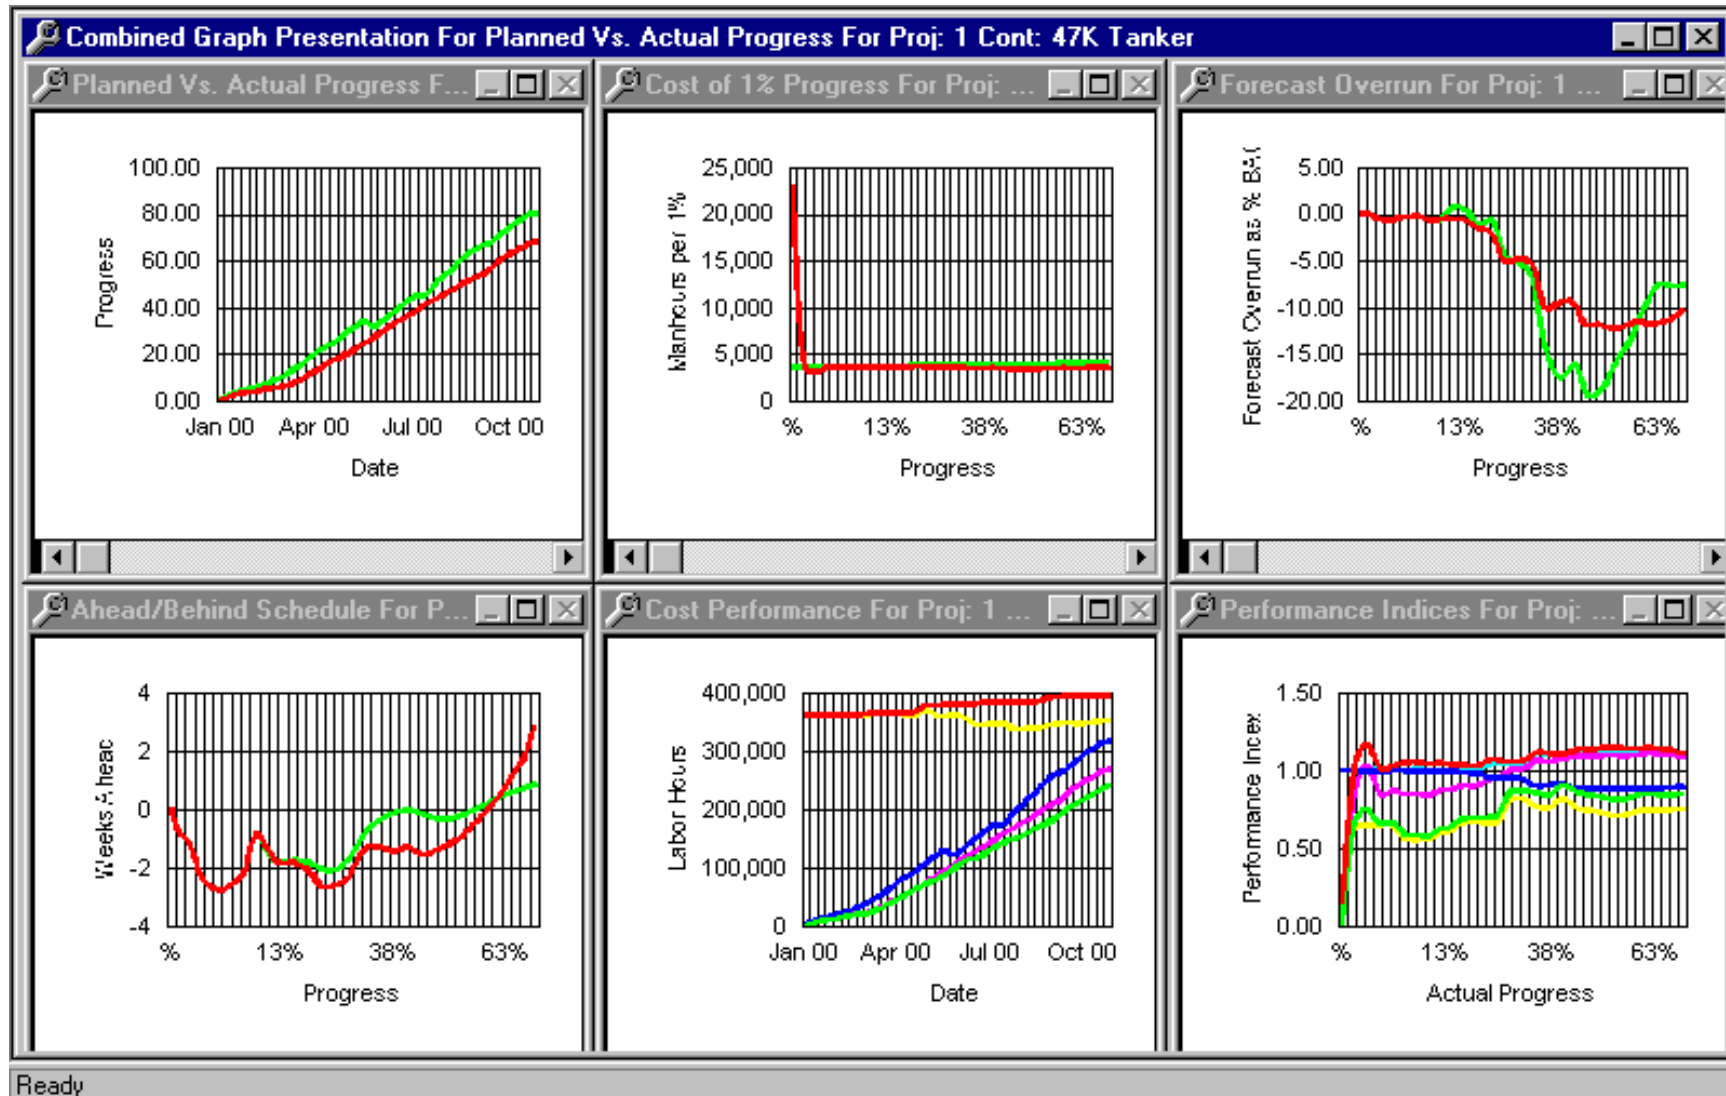 Combined Graph Presentation For Planned Vs. Actual Progress For Proj: 1 Cont: 47K Tanker
Planned Vs. Actual Progress F...
100.00
80.00
60.00
40.00
20.00
0.00
Progress
Jan 00 Apr 00 Jul 00 Oct 00
Date
Cost of 1% Progress For Proj: ...
25,000
20,000
15,000
10,000
5,000
0
Manhours per 1%
% 13% 38% 63%
Progress
Forecast Overrun For Proj: 1 ...
5.00
0.00
-5.00
-10.00
-15.00
-20.00
Forecast Overrun as % BA(
% 13% 38% 63%
Progress
Ahead/Behind Schedule For P...
4
2
0
-2
-4
Weeks Ahead
% 13% 38% 63%
Progress
Cost Performance For Proj: 1 ...
400,000
300,000
200,000
100,000
0
Labor Hours
Jan 00 Apr 00 Jul 00 Oct 00
Date
Performance Indices For Proj: ...
1.50
1.00
0.50
0.00
Performance Index
% 13% 38% 63%
Actual Progress
Ready